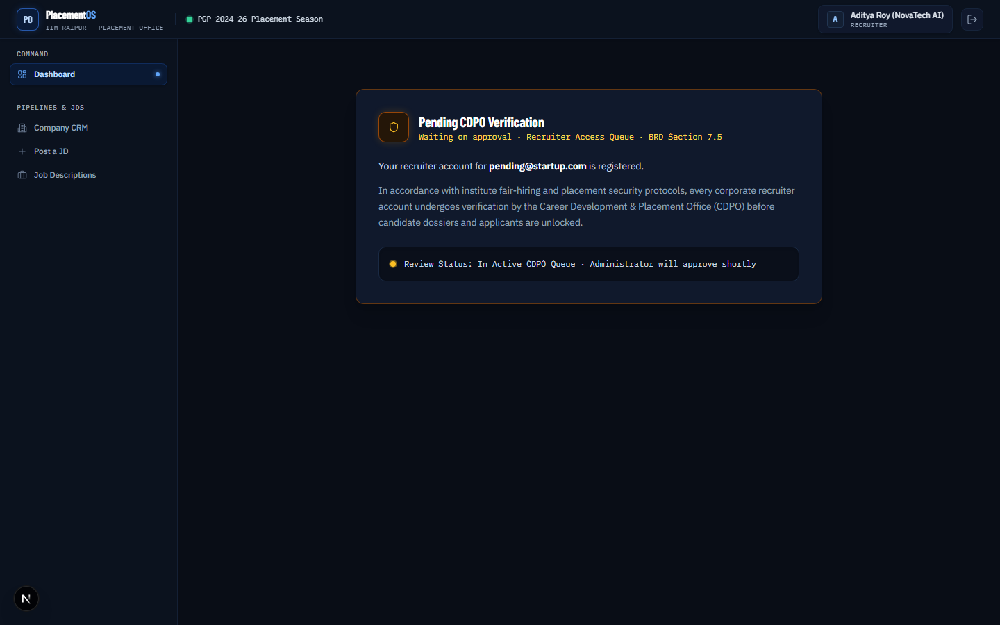 PO
PlacementOS
IIM RAIPUR · PLACEMENT OFFICE
PGP 2024-26 Placement Season
A
Aditya Roy (NovaTech AI)
RECRUITER
COMMAND
Dashboard
PIPELINES & JDS
Company CRM
Post a JD
Job Descriptions
Pending CDPO Verification
Waiting on approval · Recruiter Access Queue · BRD Section 7.5
Your recruiter account for pending@startup.com is registered.
In accordance with institute fair-hiring and placement security protocols, every corporate recruiter
account undergoes verification by the Career Development & Placement Office (CDPO) before
candidate dossiers and applicants are unlocked.
Review Status: In Active CDPO Queue · Administrator will approve shortly
N